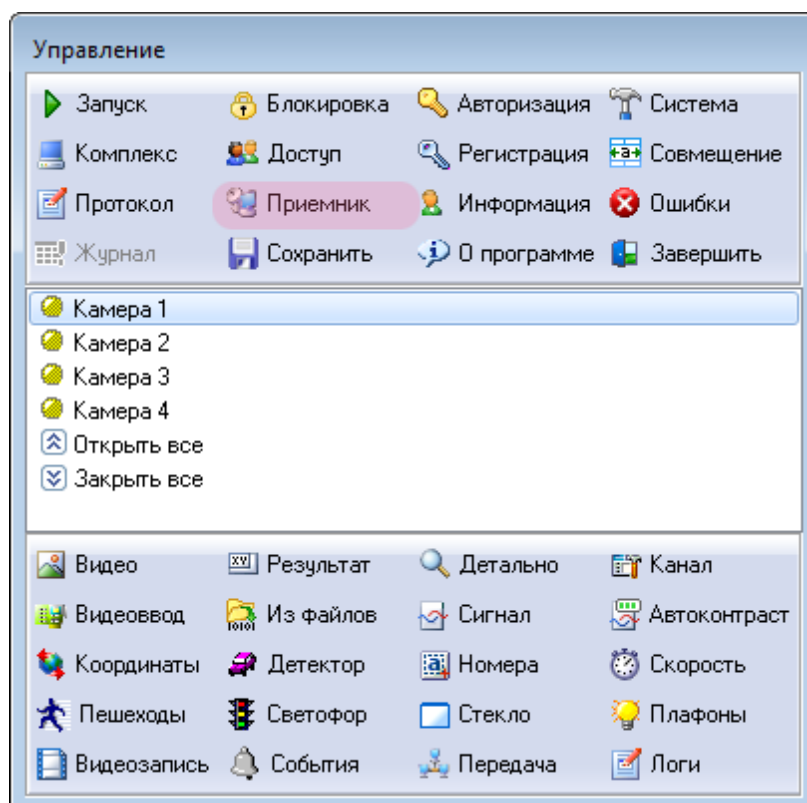 Управление
Запуск Блокировка Авторизация Система
Комплекс Доступ Регистрация Совмещение
Протокол Приемник Информация Ошибки
Журнал Сохранить О программе Завершить
Камера 1
Камера 2
Камера 3
Камера 4
Открыть все
Закрыть все
Видео Результат Детально Канал
Видеоввод Из файлов Сигнал Автоконтраст
Координаты Детектор Номера Скорость
Пешеходы Светофор Стекло Плафоны
Видеозапись События Передача Логи